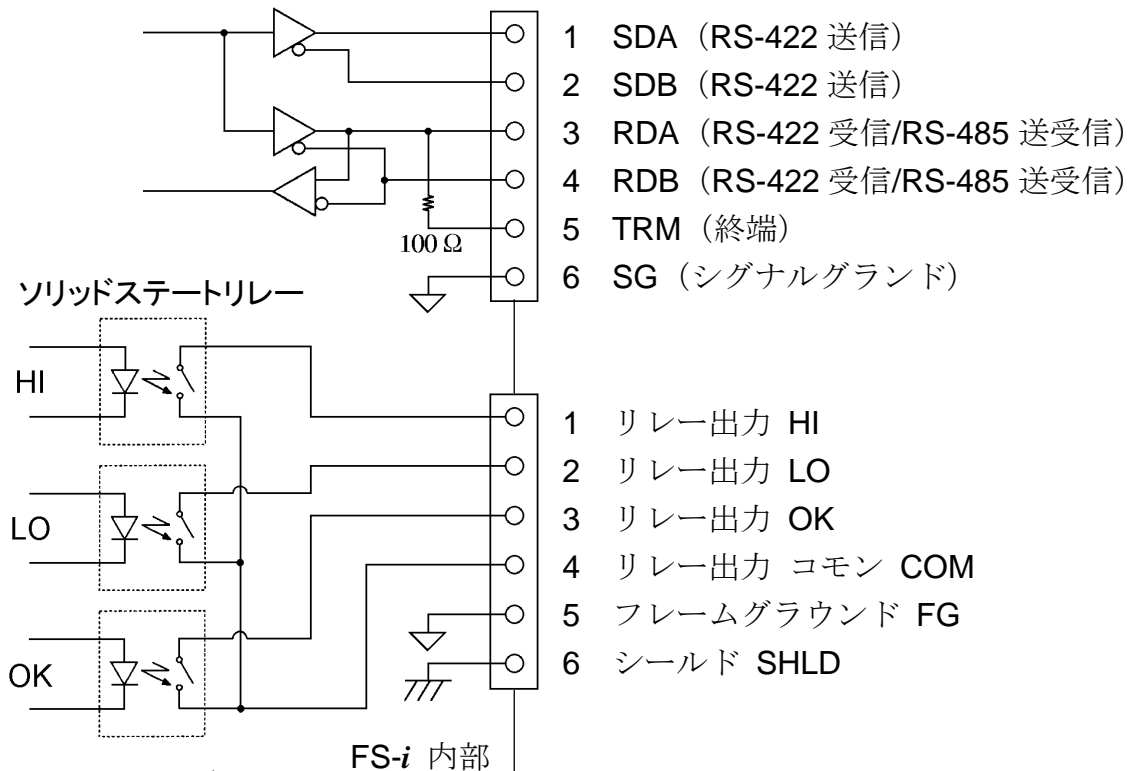 1 SDA（RS-422 送信）
2 SDB（RS-422 送信）
3 RDA（RS-422 受信/RS-485 送受信）
4 RDB（RS-422 受信/RS-485 送受信）
100 Ω
5 TRM（終端）
6 SG（シグナルグランド）
ソリッドステートリレー
HI
1 リレー出力 HI
2 リレー出力 LO
LO
3 リレー出力 OK
4 リレー出力 コモン COM
5 フレームグラウンド FG
OK
6 シールド SHLD
FS-i 内部